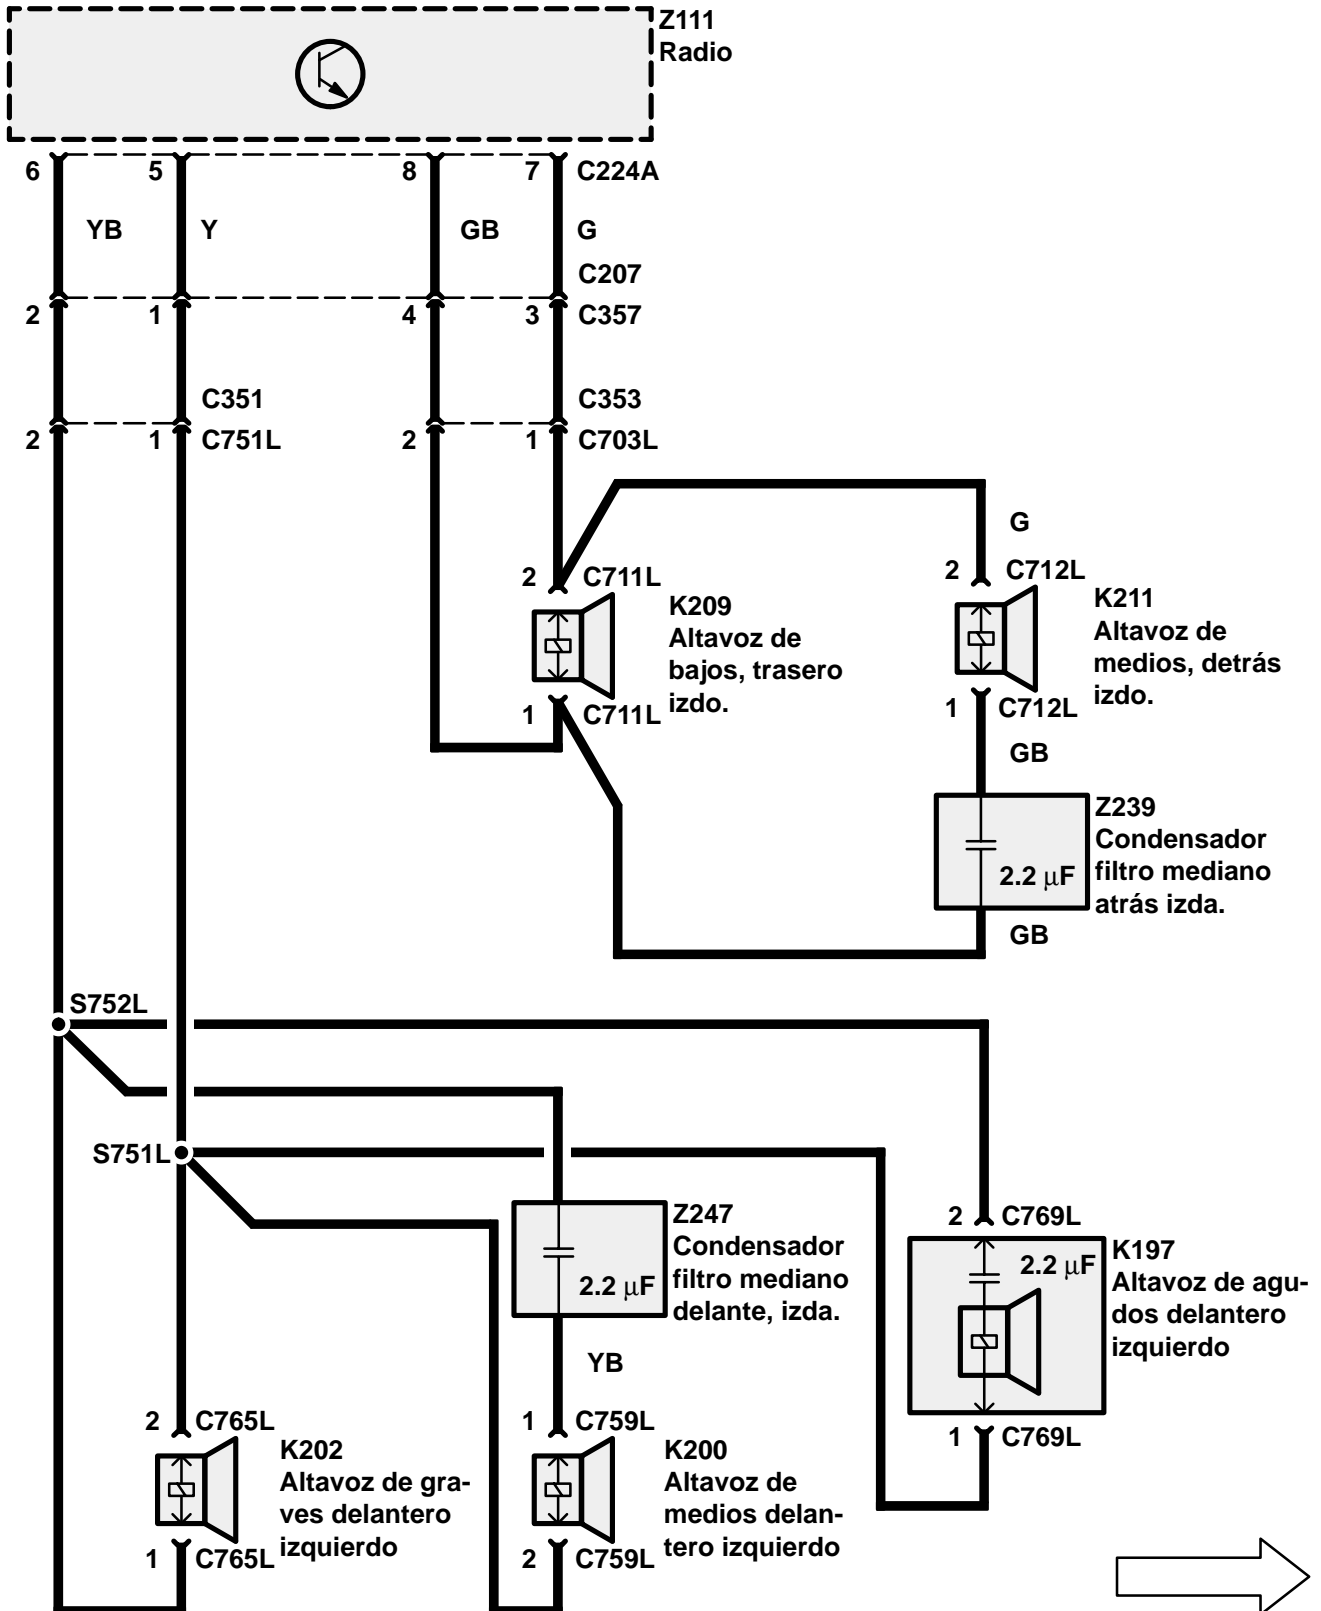 Z111
Radio
6 5 8 7 C224A
YB Y GB G
C207
2 1 4 3 C357
C351 C353
2 1 C751L 2 1 C703L
G
2 C711L
2 C712L
K209
Altavoz de
bajos, trasero
izdo.
K211
Altavoz de
medios, detrás
izdo.
1 C711L
1 C712L
GB
Z239
Condensador
filtro mediano
atrás izda.
2.2 μF
GB
S752L
S751L
Z247
Condensador
filtro mediano
delante, izda.
2.2 μF
2 C769L
K197
Altavoz de agu-
dos delantero
izquierdo
2.2 μF
YB
2 C765L
1 C759L
1 C769L
K202
Altavoz de gra-
ves delantero
izquierdo
K200
Altavoz de
medios delan-
tero izquierdo
1 C765L
2 C759L